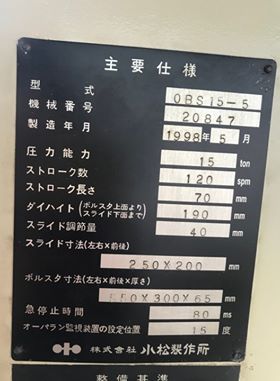 主要仕様
型式 OBS15-5
機械番号 20847
製造年月 1998年5月
圧力能力 15 ton
ストローク数 120 spm
ストローク長さ 70 mm
ダイハイト(ボルスタ上面よりスライド下面まで) 190 mm
スライド調節量 40 mm
スライド寸法(左右×前後)
250X200 mm
ボルスタ寸法(左右×前後×厚さ)
50X300X65 mm
急停止時間 80 ms
オーバラン監視装置の設定位置 15 度
株式会社 小松製作所
整備基準